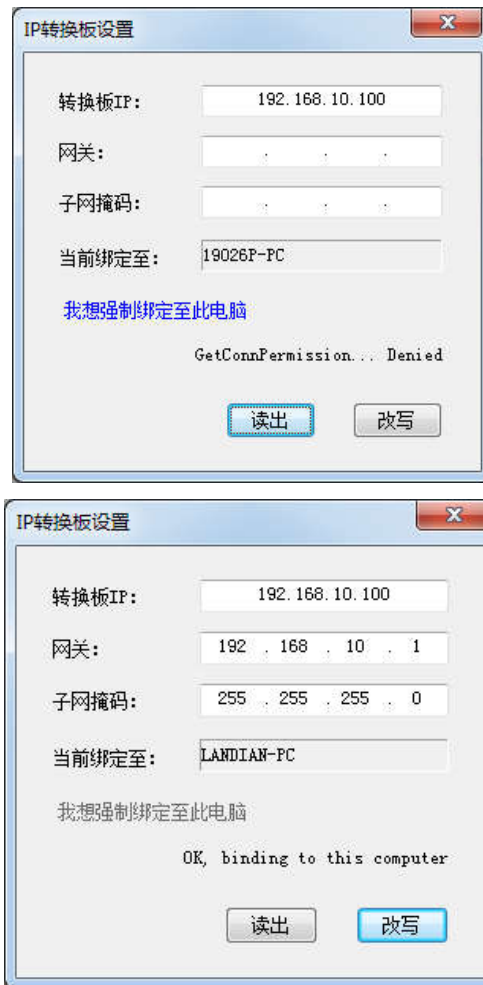 IP转换板设置
转换板IP: 192.168.10.100
网关: . . .
子网掩码: . . .
当前绑定至: 19026P-PC
我想强制绑定至此电脑
GetConnPermission... Denied
读出 改写
IP转换板设置
转换板IP: 192.168.10.100
网关: 192 . 168 . 10 . 1
子网掩码: 255 . 255 . 255 . 0
当前绑定至: LANDIAN-PC
我想强制绑定至此电脑
OK, binding to this computer
读出 改写